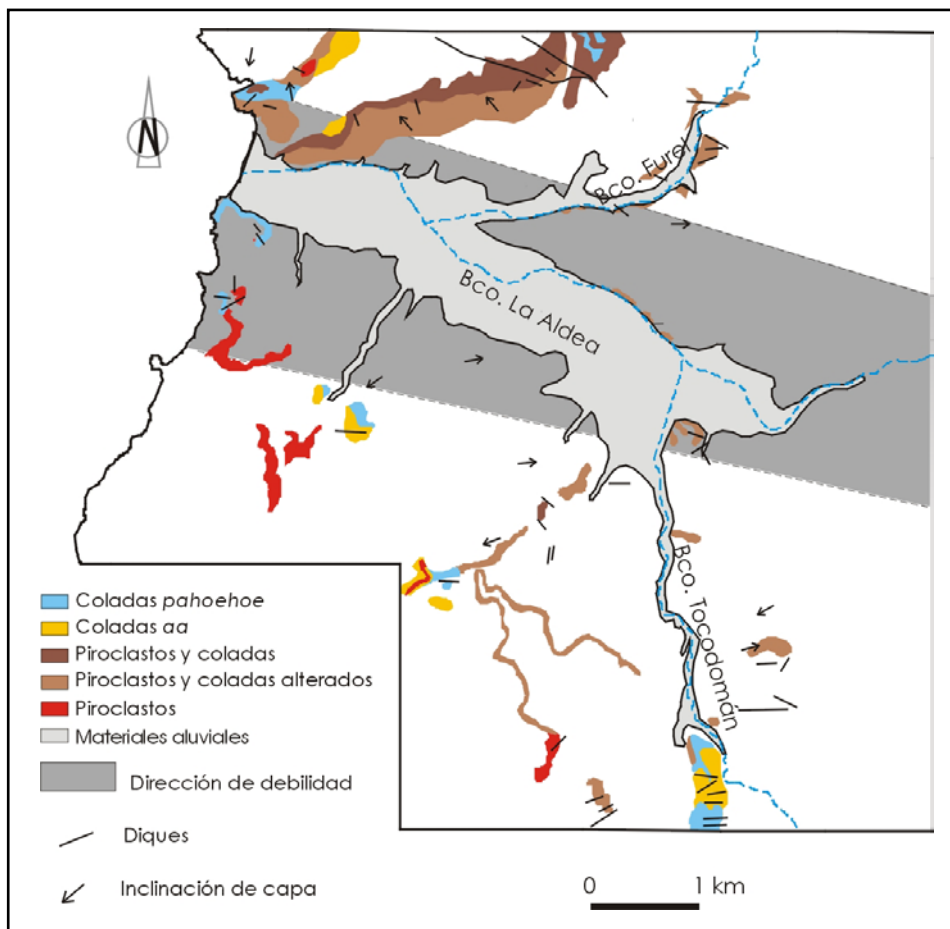 N
Bco. Furel
Bco. La Aldea
Bco. Tocodomán
Coladas pahoehoe
Coladas aa
Piroclastos y coladas
Piroclastos y coladas alterados
Piroclastos
Materiales aluviales
Dirección de debilidad
Diques
Inclinación de capa
0 1 km